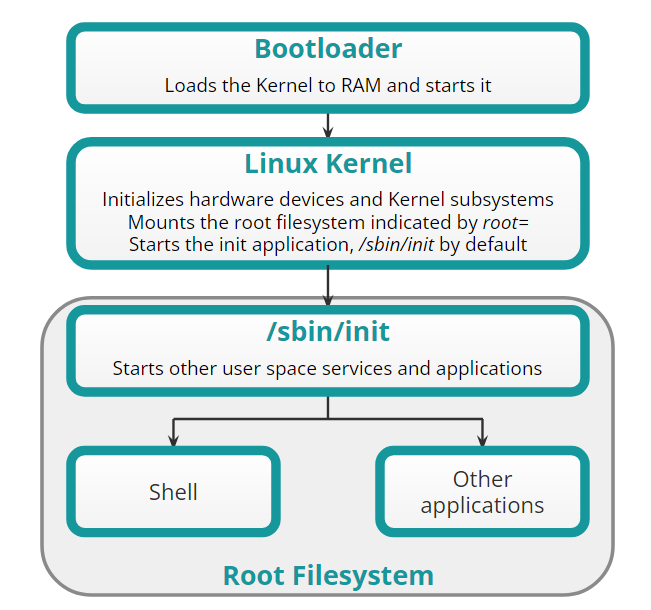 Bootloader
Loads the Kernel to RAM and starts it
Linux Kernel
Initializes hardware devices and Kernel subsystems
Mounts the root filesystem indicated by root=
Starts the init application, /sbin/init by default
/sbin/init
Starts other user space services and applications
Shell
Other
applications
Root Filesystem